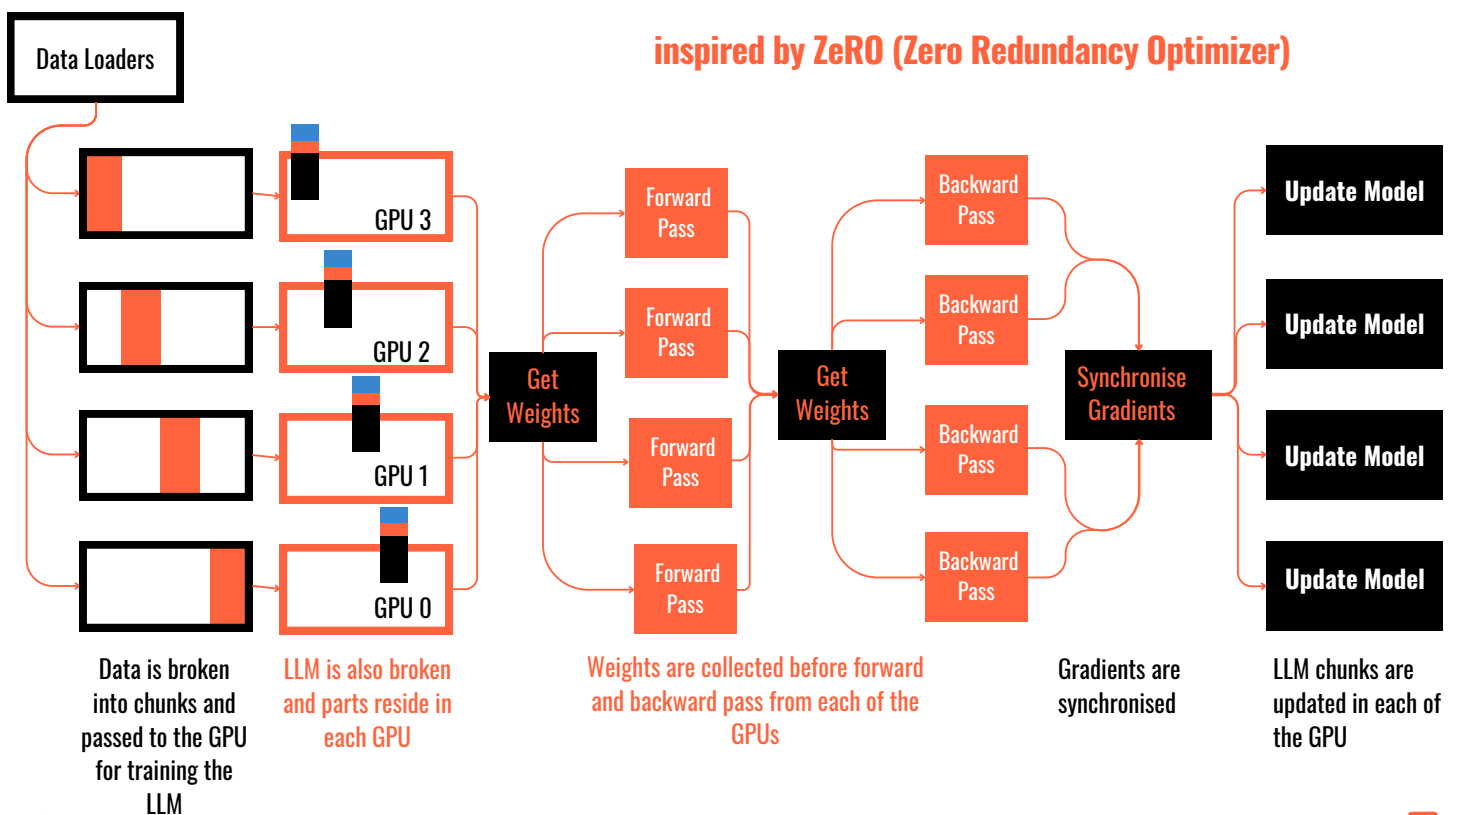 inspired by ZeRO (Zero Redundancy Optimizer)
Data Loaders
GPU 3
GPU 2
GPU 1
GPU 0
Get
Weights
Forward
Pass
Forward
Pass
Forward
Pass
Forward
Pass
Get
Weights
Backward
Pass
Backward
Pass
Backward
Pass
Backward
Pass
Synchronise
Gradients
Update Model
Update Model
Update Model
Update Model
Data is broken
into chunks and
passed to the GPU
for training the
LLM
LLM is also broken
and parts reside in
each GPU
Weights are collected before forward
and backward pass from each of the
GPUs
Gradients are
synchronised
LLM chunks are
updated in each of
the GPU